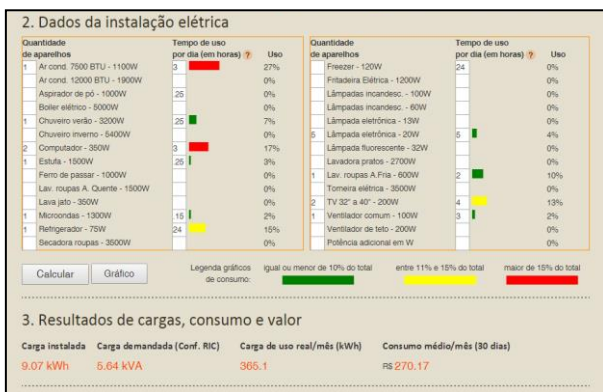 2. Dados da instalação elétrica
Quantidade de aparelhos Tempo de uso por dia (em horas) ? Uso
1 Ar cond. 7500 BTU - 1100W 3 27%
Ar cond. 12000 BTU - 1900W 0%
Aspirador de pó - 1000W .25 0%
Boiler elétrico - 5000W 0%
1 Chuveiro verão - 3200W .25 7%
Chuveiro inverno - 5400W 0%
2 Computador - 350W 3 17%
1 Estufa - 1500W .25 3%
Ferro de passar - 1000W 0%
Lav. roupas A. Quente - 1500W 0%
Lava jato - 350W 0%
1 Microondas - 1300W .15 2%
1 Refrigerador - 75W 24 15%
Secadora roupas - 3500W 0%
Quantidade de aparelhos Tempo de uso por dia (em horas) ? Uso
Freezer - 120W 24 0%
Fritadeira Elétrica - 1200W 0%
Lâmpadas incandesc. - 100W 0%
Lâmpadas incandesc. - 60W 0%
Lâmpada eletrônica - 13W 0%
5 Lâmpada eletrônica - 20W 5 4%
Lâmpada fluorescente - 32W 0%
Lavadora pratos - 2700W 0%
1 Lav. roupas A.Fria - 600W 2 10%
Torneira elétrica - 3500W 0%
2 TV 32" a 40" - 200W 4 13%
1 Ventilador comum - 100W 3 2%
Ventilador de teto - 200W 0%
Potência adicional em W 0%
Calcular Gráfico Legenda gráficos de consumo: igual ou menor de 10% do total entre 11% e 15% do total maior de 15% do total
3. Resultados de cargas, consumo e valor
Carga instalada Carga demandada (Conf. RIC) Carga de uso real/mês (kWh) Consumo médio/mês (30 dias)
9.07 kWh 5.64 kVA 365.1 R$ 270.17